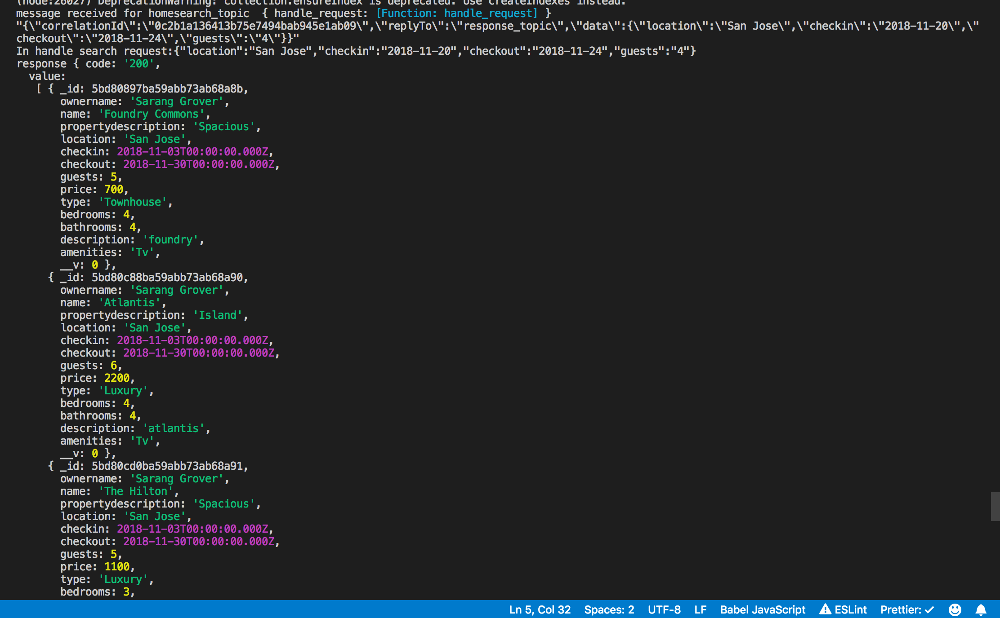 (node:26027) DeprecationWarning: collection.ensureIndex is deprecated. Use createIndexes instead.
message received for homesearch_topic  { handle_request: [Function: handle_request] }
"{\"correlationId\":\"0c2b1a136413b75e7494bab945e1ab09\",\"replyTo\":\"response_topic\",\"data\":{\"location\":\"San Jose\",\"checkin\":\"2018-11-20\",\"
checkout\":\"2018-11-24\",\"guests\":\"4\"}}"
In handle search request:{"location":"San Jose","checkin":"2018-11-20","checkout":"2018-11-24","guests":"4"}
response { code: '200',
  value:
   [ { _id: 5bd80897ba59abb73ab68a8b,
       ownername: 'Sarang Grover',
       name: 'Foundry Commons',
       propertydescription: 'Spacious',
       location: 'San Jose',
       checkin: 2018-11-03T00:00:00.000Z,
       checkout: 2018-11-30T00:00:00.000Z,
       guests: 5,
       price: 700,
       type: 'Townhouse',
       bedrooms: 4,
       bathrooms: 4,
       description: 'foundry',
       amenities: 'Tv',
       __v: 0 },
     { _id: 5bd80c88ba59abb73ab68a90,
       ownername: 'Sarang Grover',
       name: 'Atlantis',
       propertydescription: 'Island',
       location: 'San Jose',
       checkin: 2018-11-03T00:00:00.000Z,
       checkout: 2018-11-30T00:00:00.000Z,
       guests: 6,
       price: 2200,
       type: 'Luxury',
       bedrooms: 4,
       bathrooms: 4,
       description: 'atlantis',
       amenities: 'Tv',
       __v: 0 },
     { _id: 5bd80cd0ba59abb73ab68a91,
       ownername: 'Sarang Grover',
       name: 'The Hilton',
       propertydescription: 'Spacious',
       location: 'San Jose',
       checkin: 2018-11-03T00:00:00.000Z,
       checkout: 2018-11-30T00:00:00.000Z,
       guests: 5,
       price: 1100,
       type: 'Luxury',
       bedrooms: 3,
Ln 5, Col 32 Spaces: 2 UTF-8 LF Babel JavaScript ESLint Prettier: ✓